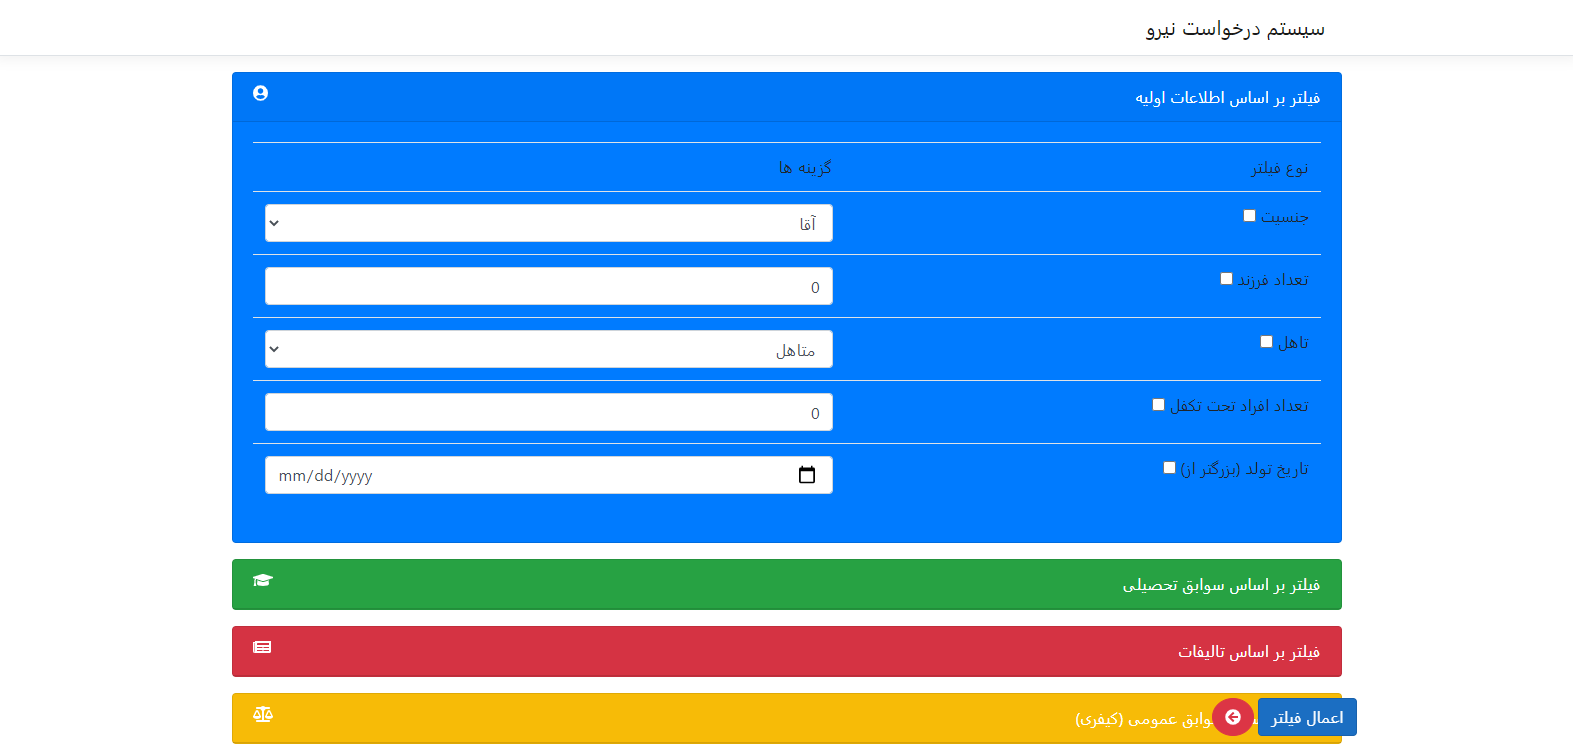 سیستم درخواست نیرو
فیلتر بر اساس اطلاعات اولیه
نوع فیلتر گزینه ها
جنسیت آقا
تعداد فرزند 0
تاهل متاهل
تعداد افراد تحت تکفل 0
تاریخ تولد (بزرگتر از) mm/dd/yyyy
فیلتر بر اساس سوابق تحصیلی
فیلتر بر اساس تالیفات
عمومی (کیفری)
اعمال فیلتر